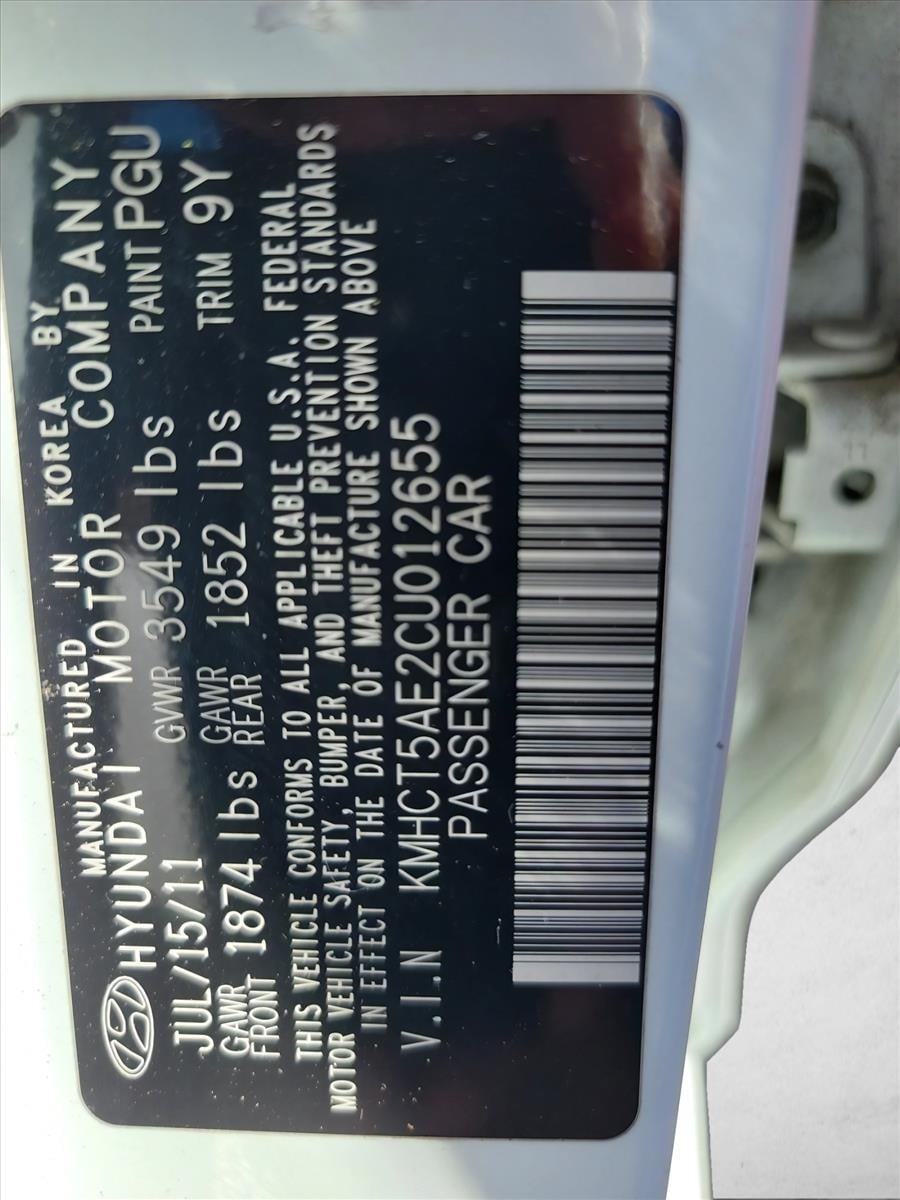 MANUFACTURED IN KOREA BY
HYUNDAI MOTOR COMPANY
JUL/15/11 GVWR 3549 lbs PAINT PGU
GAWR FRONT 1874 lbs GAWR REAR 1852 lbs TRIM 9Y
THIS VEHICLE CONFORMS TO ALL APPLICABLE U.S.A. FEDERAL
MOTOR VEHICLE SAFETY, BUMPER, AND THEFT PREVENTION STANDARDS
IN EFFECT ON THE DATE OF MANUFACTURE SHOWN ABOVE
V.I.N KMHCT5AE2CU012655
PASSENGER CAR
11